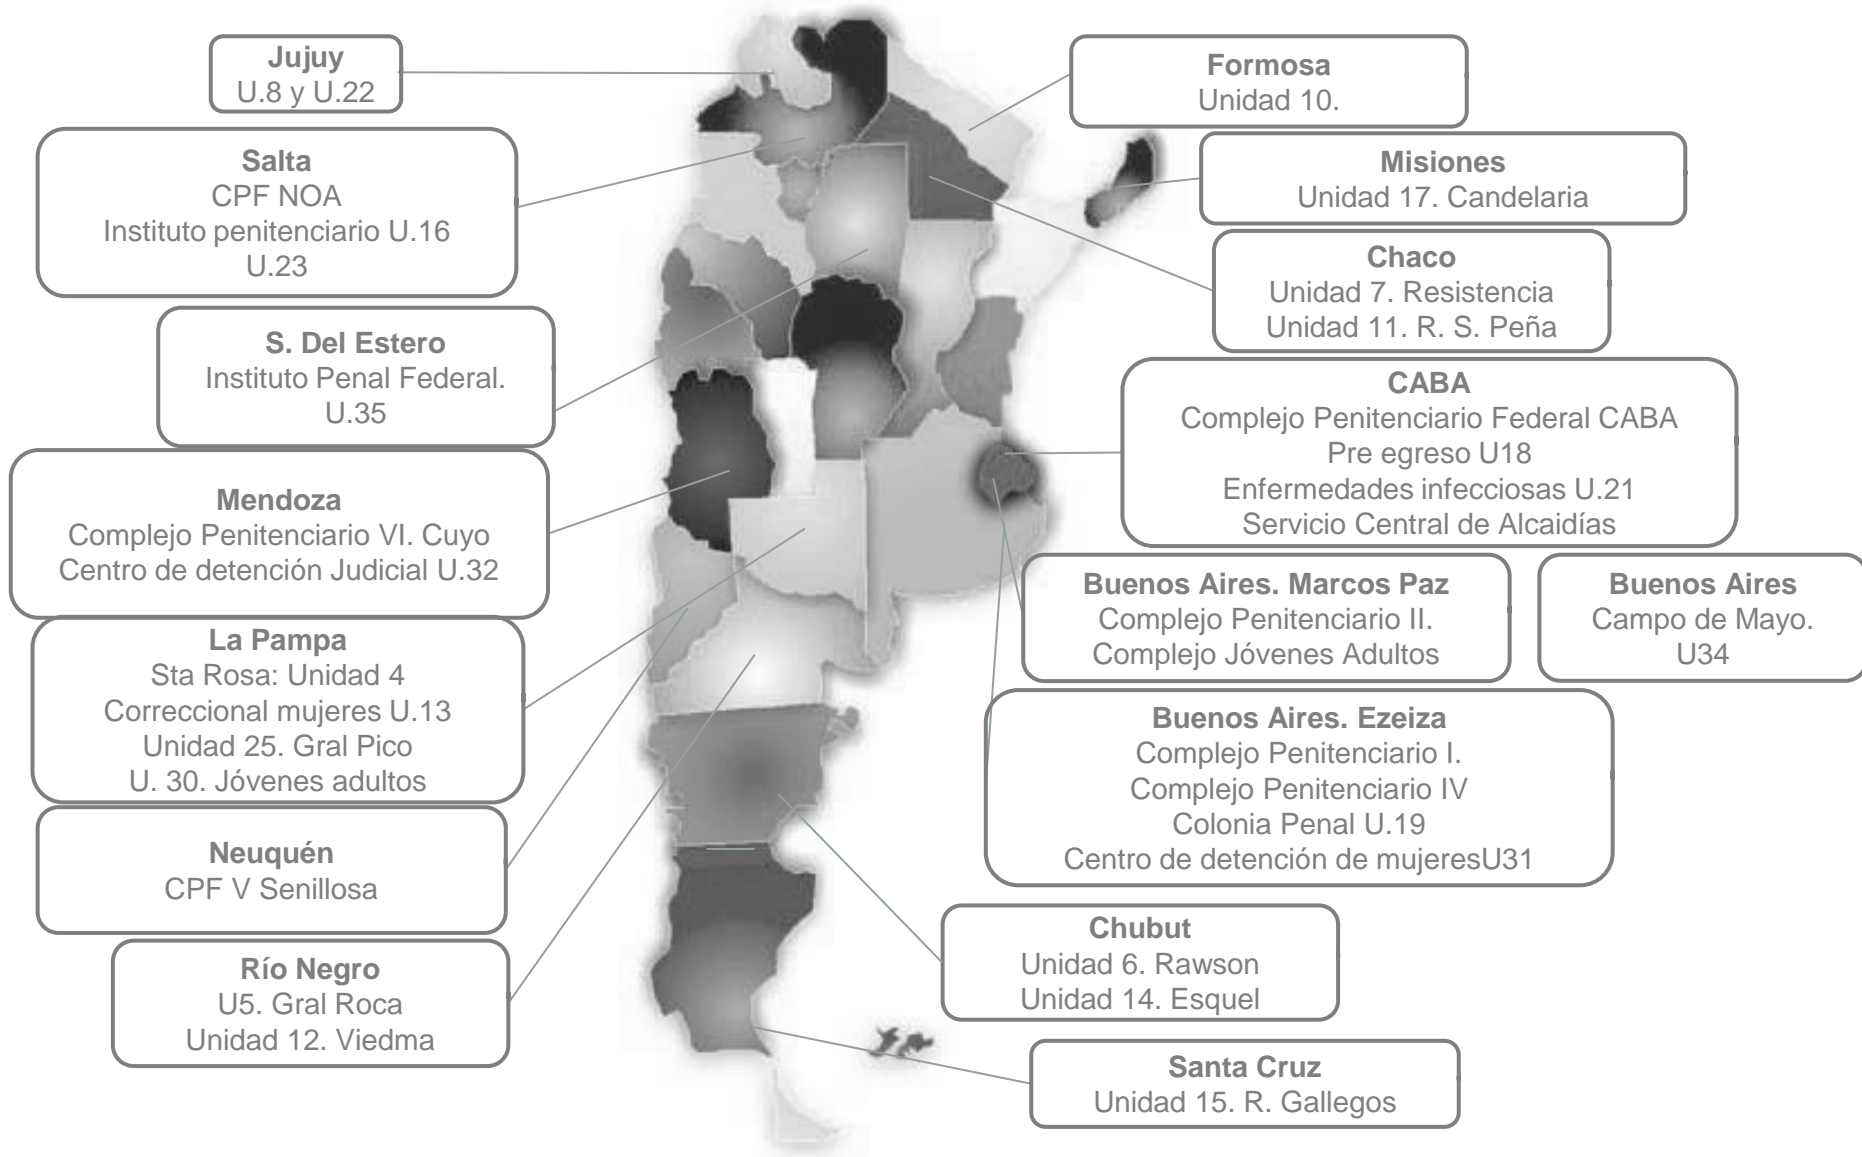 Jujuy
U.8 y U.22
Salta
CPF NOA
Instituto penitenciario U.16
U.23
S. Del Estero
Instituto Penal Federal.
U.35
Mendoza
Complejo Penitenciario VI. Cuyo
Centro de detención Judicial U.32
La Pampa
Sta Rosa: Unidad 4
Correccional mujeres U.13
Unidad 25. Gral Pico
U. 30. Jóvenes adultos
Neuquén
CPF V Senillosa
Río Negro
U5. Gral Roca
Unidad 12. Viedma
Formosa
Unidad 10.
Misiones
Unidad 17. Candelaria
Chaco
Unidad 7. Resistencia
Unidad 11. R. S. Peña
CABA
Complejo Penitenciario Federal CABA
Pre egreso U18
Enfermedades infecciosas U.21
Servicio Central de Alcaidías
Buenos Aires. Marcos Paz
Complejo Penitenciario II.
Complejo Jóvenes Adultos
Buenos Aires
Campo de Mayo.
U34
Buenos Aires. Ezeiza
Complejo Penitenciario I.
Complejo Penitenciario IV
Colonia Penal U.19
Centro de detención de mujeresU31
Chubut
Unidad 6. Rawson
Unidad 14. Esquel
Santa Cruz
Unidad 15. R. Gallegos